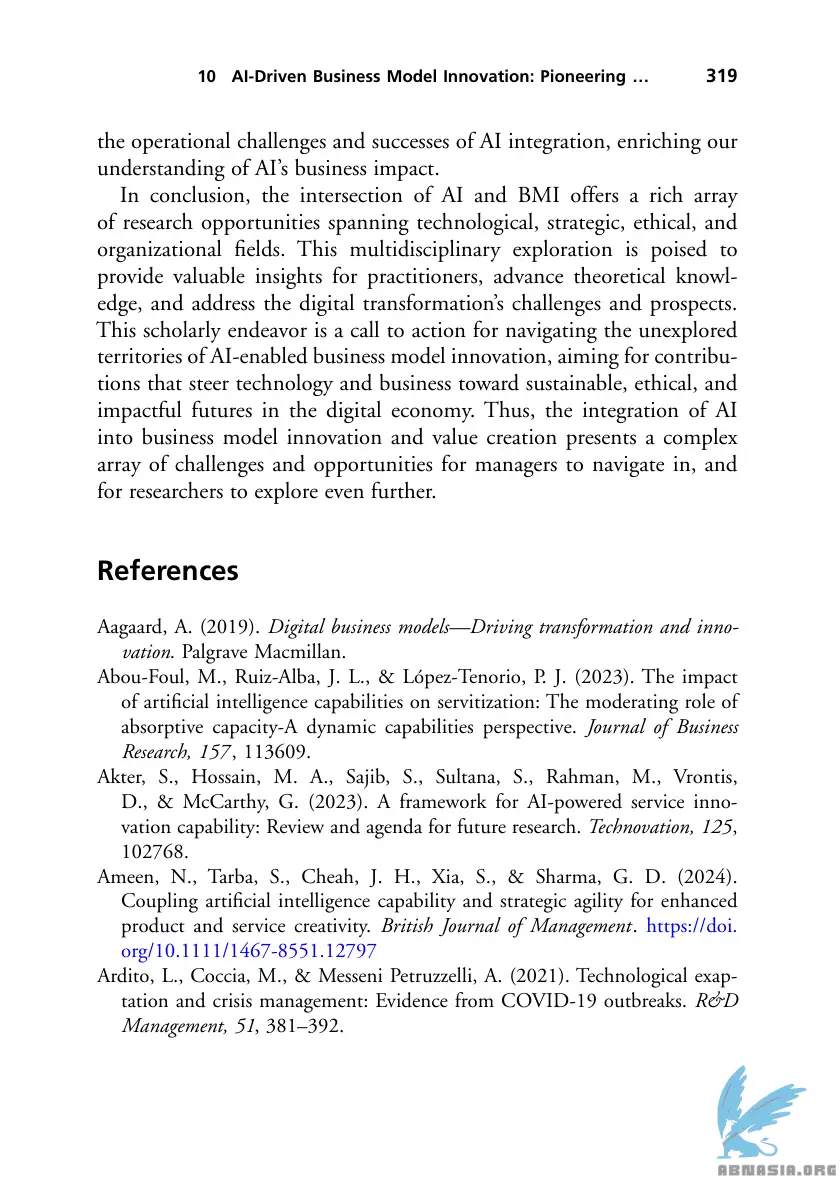 10 AI-Driven Business Model Innovation: Pioneering … 319
the operational challenges and successes of AI integration, enriching our
understanding of AI’s business impact.
In conclusion, the intersection of AI and BMI offers a rich array
of research opportunities spanning technological, strategic, ethical, and
organizational fields. This multidisciplinary exploration is poised to
provide valuable insights for practitioners, advance theoretical knowl-
edge, and address the digital transformation’s challenges and prospects.
This scholarly endeavor is a call to action for navigating the unexplored
territories of AI-enabled business model innovation, aiming for contribu-
tions that steer technology and business toward sustainable, ethical, and
impactful futures in the digital economy. Thus, the integration of AI
into business model innovation and value creation presents a complex
array of challenges and opportunities for managers to navigate in, and
for researchers to explore even further.
References
Aagaard, A. (2019). Digital business models—Driving transformation and inno-
vation. Palgrave Macmillan.
Abou-Foul, M., Ruiz-Alba, J. L., & López-Tenorio, P. J. (2023). The impact
of artificial intelligence capabilities on servitization: The moderating role of
absorptive capacity-A dynamic capabilities perspective. Journal of Business
Research, 157, 113609.
Akter, S., Hossain, M. A., Sajib, S., Sultana, S., Rahman, M., Vrontis,
D., & McCarthy, G. (2023). A framework for AI-powered service inno-
vation capability: Review and agenda for future research. Technovation, 125,
102768.
Ameen, N., Tarba, S., Cheah, J. H., Xia, S., & Sharma, G. D. (2024).
Coupling artificial intelligence capability and strategic agility for enhanced
product and service creativity. British Journal of Management. https://doi.
org/10.1111/1467-8551.12797
Ardito, L., Coccia, M., & Messeni Petruzzelli, A. (2021). Technological exap-
tation and crisis management: Evidence from COVID-19 outbreaks. R&D
Management, 51, 381–392.
ABNASIA.ORG